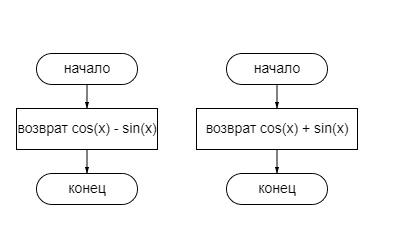 начало
возврат cos(x) - sin(x)
конец
начало
возврат cos(x) + sin(x)
конец